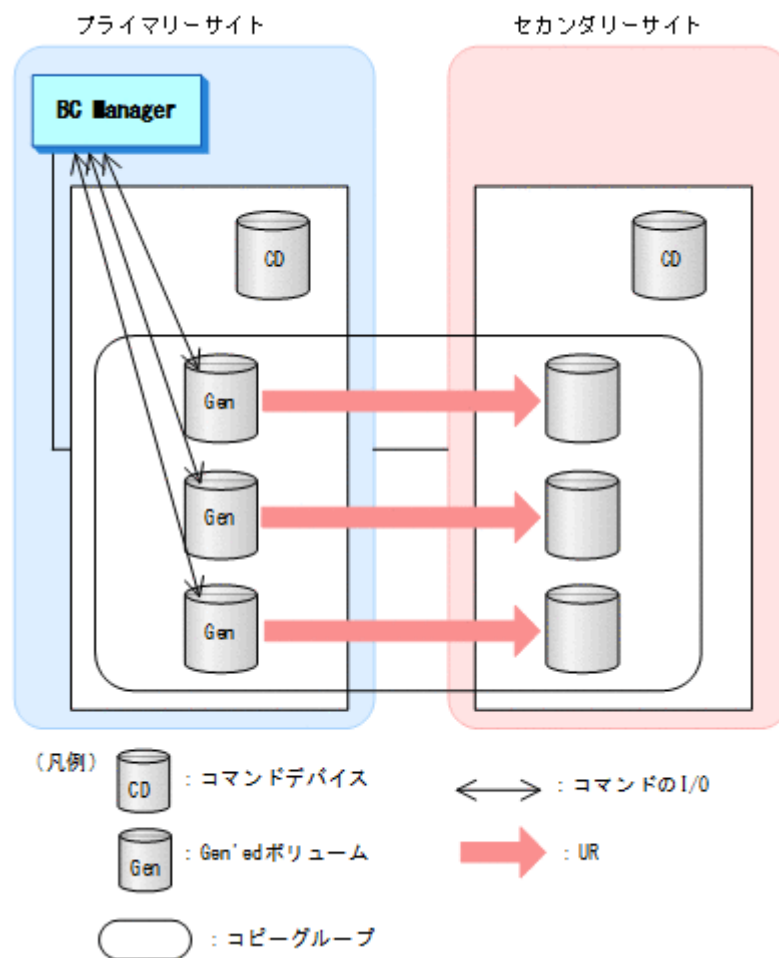 プライマリーサイト
セカンダリーサイト
BC Manager
CD
CD
Gen
Gen
Gen
(凡例)
CD
:コマンドデバイス
:コマンドのI/O
Gen
:Gen'edボリューム
:UR
:コピーグループ